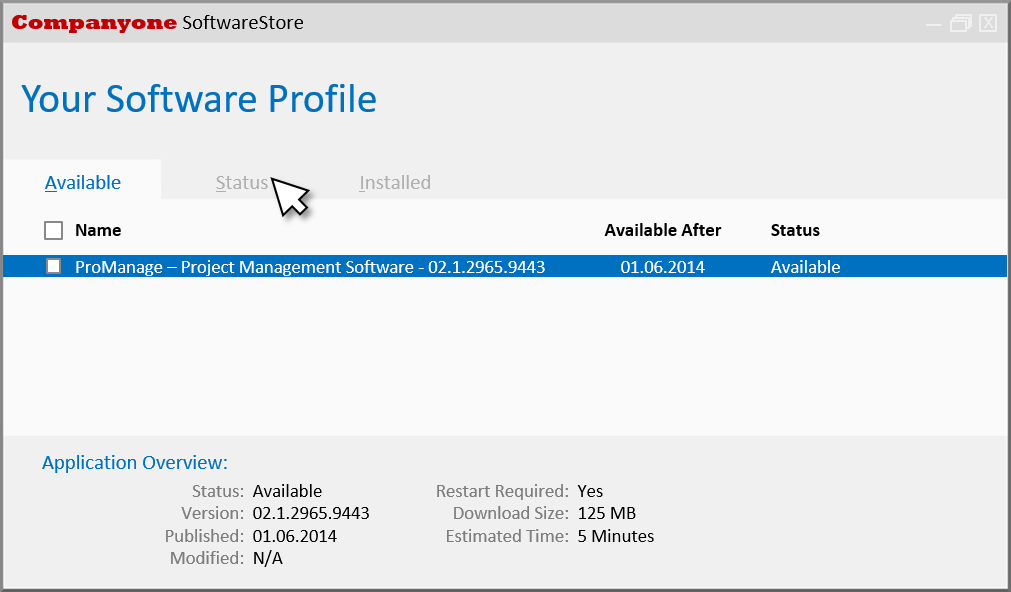 Companyone SoftwareStore
Your Software Profile
Available Status Installed
Name Available After Status
ProManage – Project Management Software - 02.1.2965.9443 01.06.2014 Available
Application Overview:
Status: Available Restart Required: Yes
Version: 02.1.2965.9443 Download Size: 125 MB
Published: 01.06.2014 Estimated Time: 5 Minutes
Modified: N/A